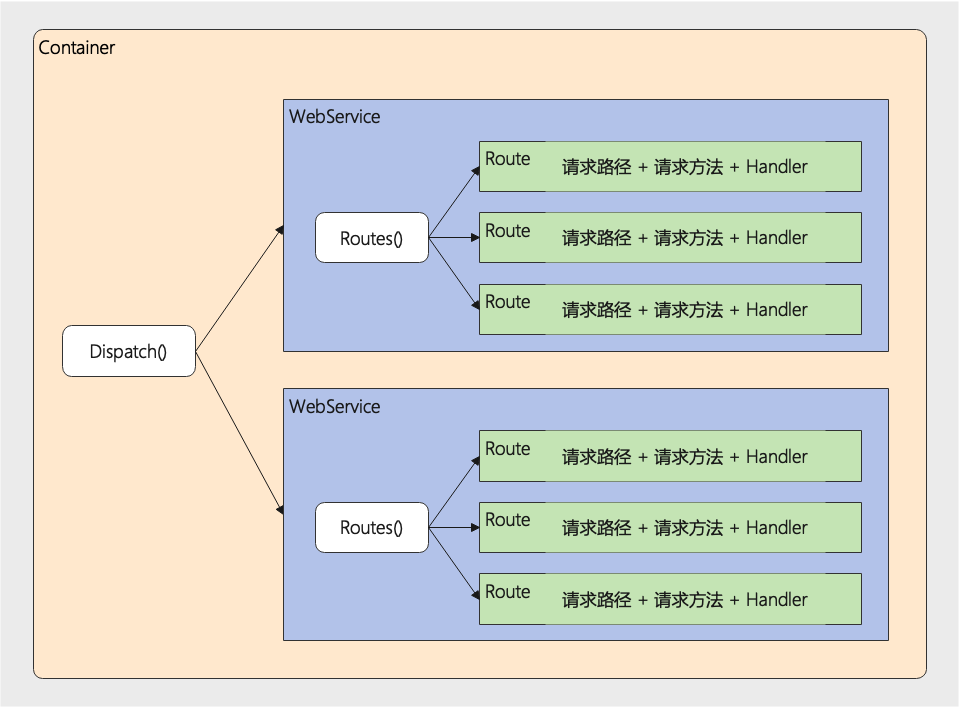 Container
WebService
Route
请求路径 + 请求方法 + Handler
Routes()
Route
请求路径 + 请求方法 + Handler
Route
请求路径 + 请求方法 + Handler
Dispatch()
WebService
Route
请求路径 + 请求方法 + Handler
Routes()
Route
请求路径 + 请求方法 + Handler
Route
请求路径 + 请求方法 + Handler